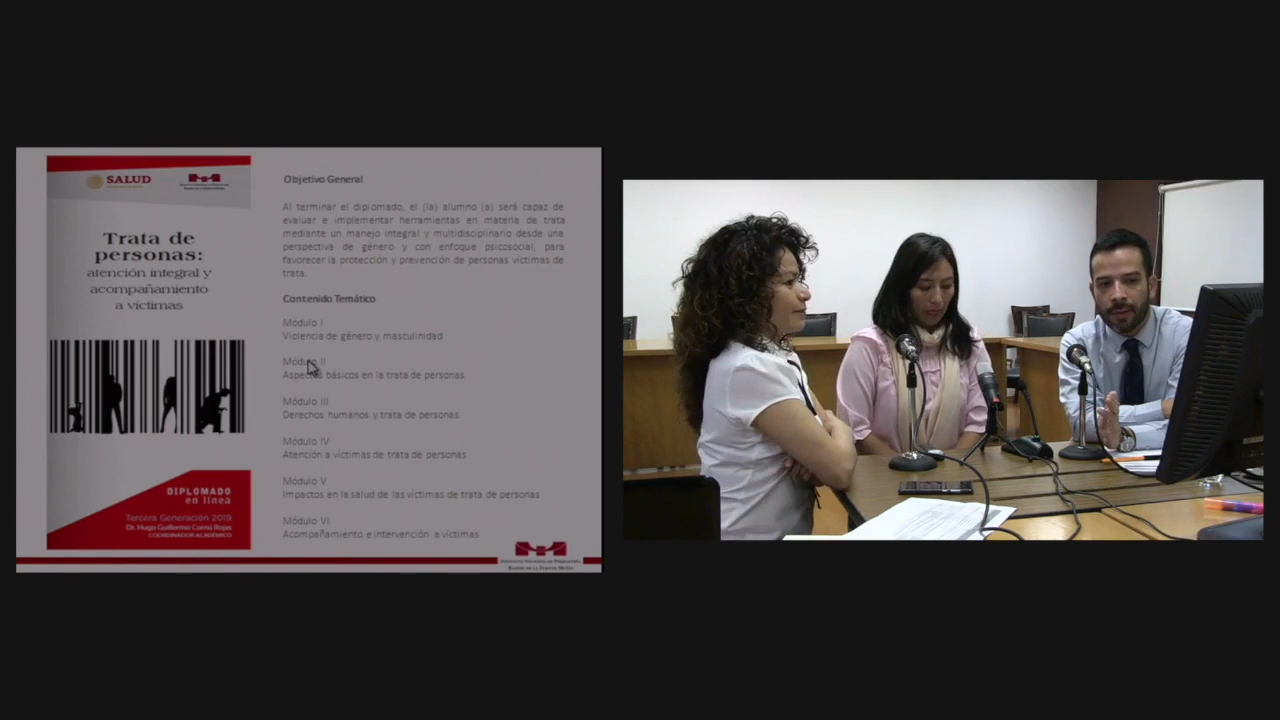 SALUD
Trata de
personas:
atención integral y
acompañamiento
a víctimas
DIPLOMADO
en línea
Tercera Generación 2019
Dr. Hugo Guillermo Cornú Rojas
COORDINADOR ACADÉMICO
Objetivo General
Al terminar el diplomado, el (la) alumno (a) será capaz de
evaluar e implementar herramientas en materia de trata
mediante un manejo integral y multidisciplinario desde una
perspectiva de género y con enfoque psicosocial, para
favorecer la protección y prevención de personas víctimas de
trata.
Contenido Temático
Módulo I
Violencia de género y masculinidad
Módulo II
Aspectos básicos en la trata de personas
Módulo III
Derechos humanos y trata de personas
Módulo IV
Atención a víctimas de trata de personas
Módulo V
Impactos en la salud de las víctimas de trata de personas
Módulo VI
Acompañamiento e intervención a víctimas